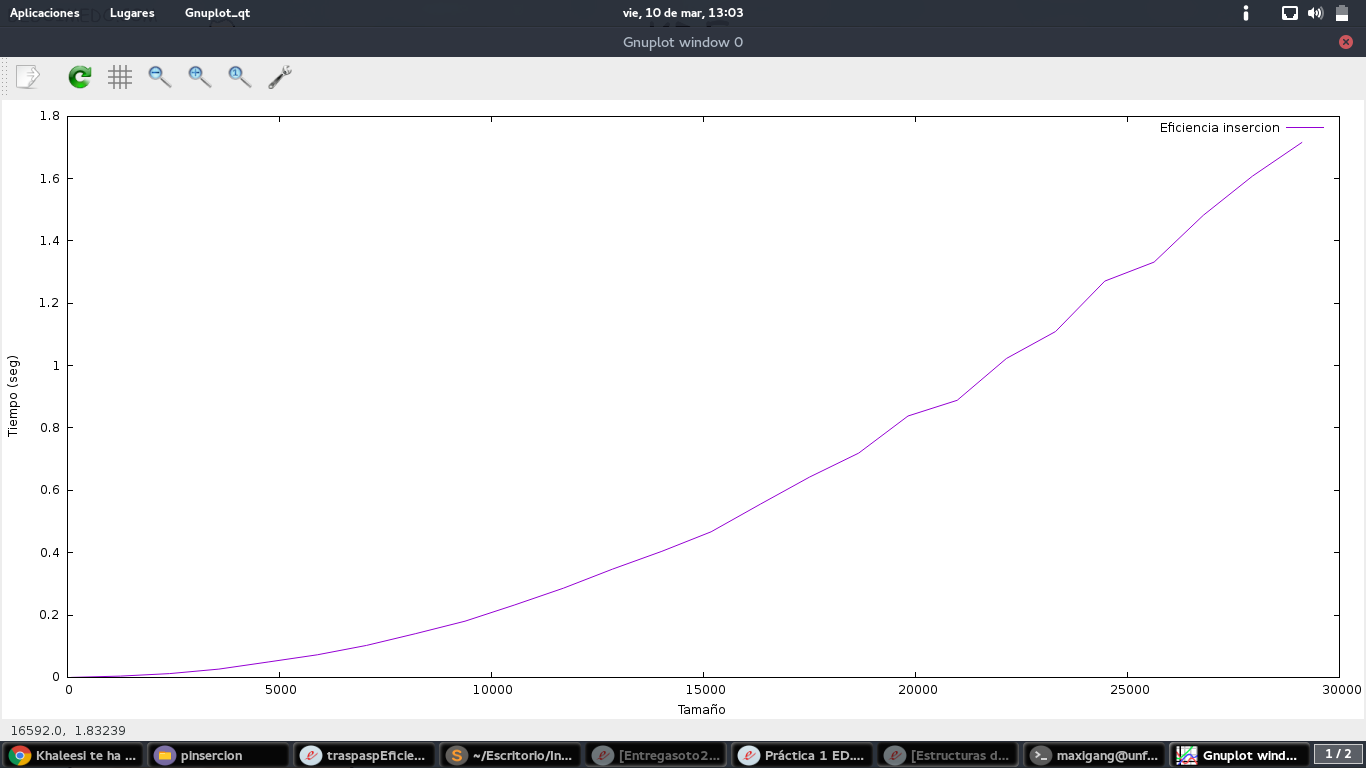 Aplicaciones Lugares Gnuplot_qt vie, 10 de mar, 13:03
Gnuplot window 0
Eficiencia insercion
1.8
1.6
1.4
1.2
1
0.8
0.6
0.4
0.2
0
Tiempo (seg)
0 5000 10000 15000 20000 25000 30000
Tamaño
16592.0, 1.83239
Khaleesi te ha ... pinsercion traspaspEficie... ~/Escritorio/In... [Entregasoto2... Práctica 1 ED.... [Estructuras d... maxigang@unf... Gnuplot wind... 1 / 2